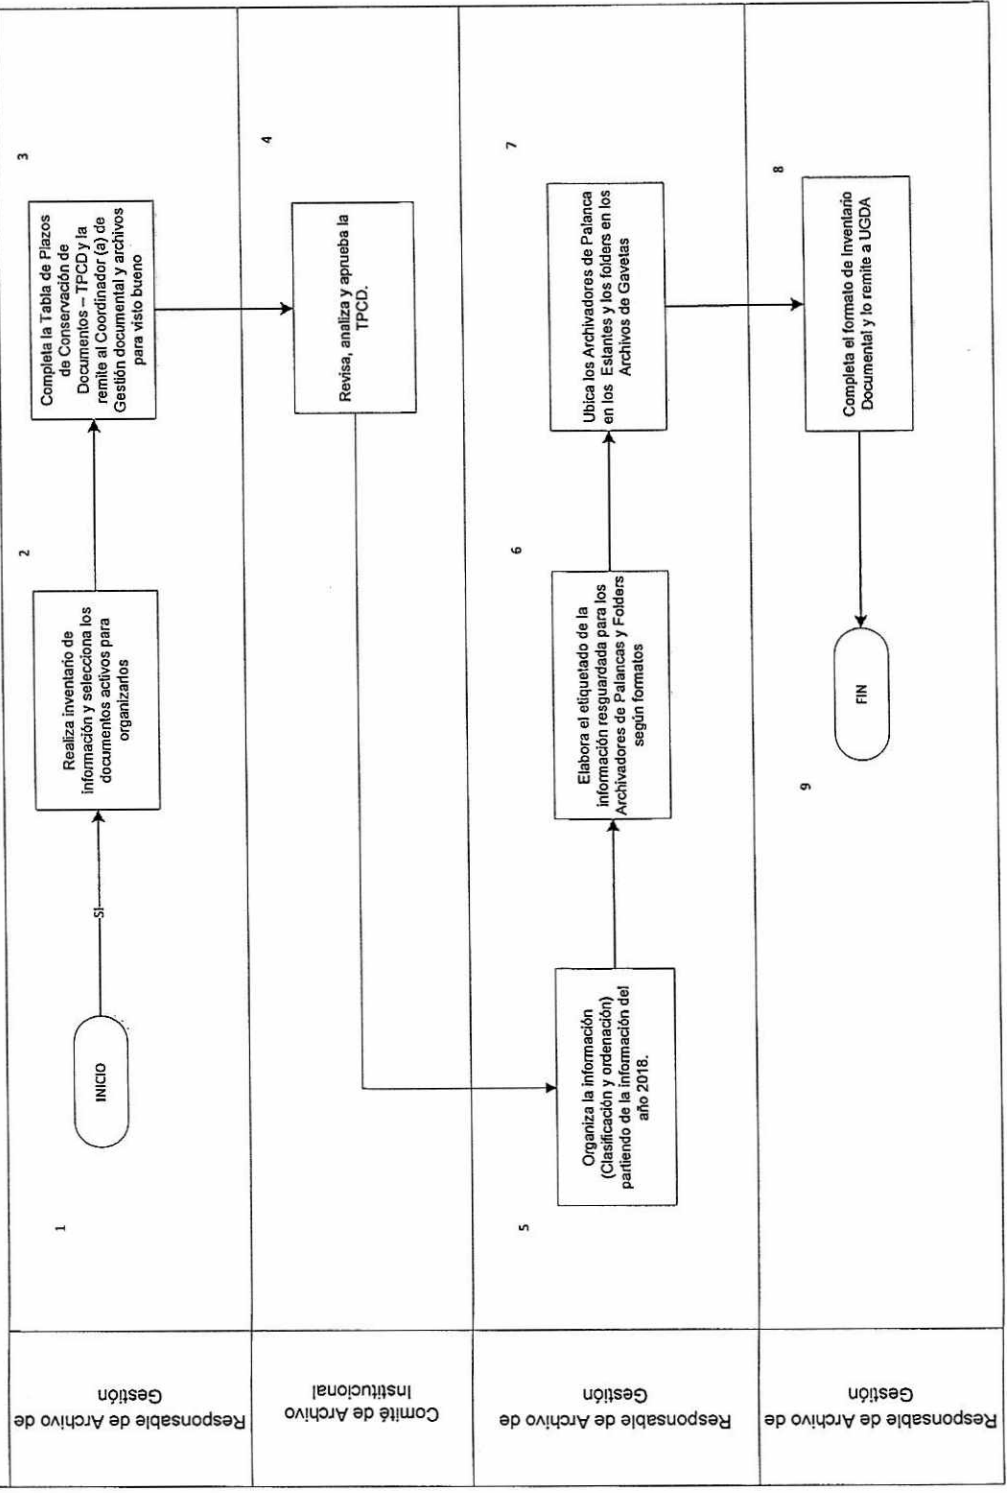 Responsable de Archivo de
Gestión
1
INICIO
SI
2
Realiza inventario de
información y selecciona los
documentos activos para
organizarlos
3
Completa la Tabla de Plazos
de Conservación de
Documentos – TPCD y la
remite al Coordinador (a) de
Gestión documental y archivos
para visto bueno
Comité de Archivo
Institucional
4
Revisa, analiza y aprueba la
TPCD.
Responsable de Archivo de
Gestión
5
Organiza la información
(Clasificación y ordenación)
partiendo de la información del
año 2018.
6
Elabora el etiquetado de la
información resguardada para los
Archivadores de Palancas y Folders
según formatos
7
Ubica los Archivadores de Palanca
en los Estantes y los folders en los
Archivos de Gavetas
Responsable de Archivo de
Gestión
8
Completa el formato de Inventario
Documental y lo remite a UGDA
9
FIN